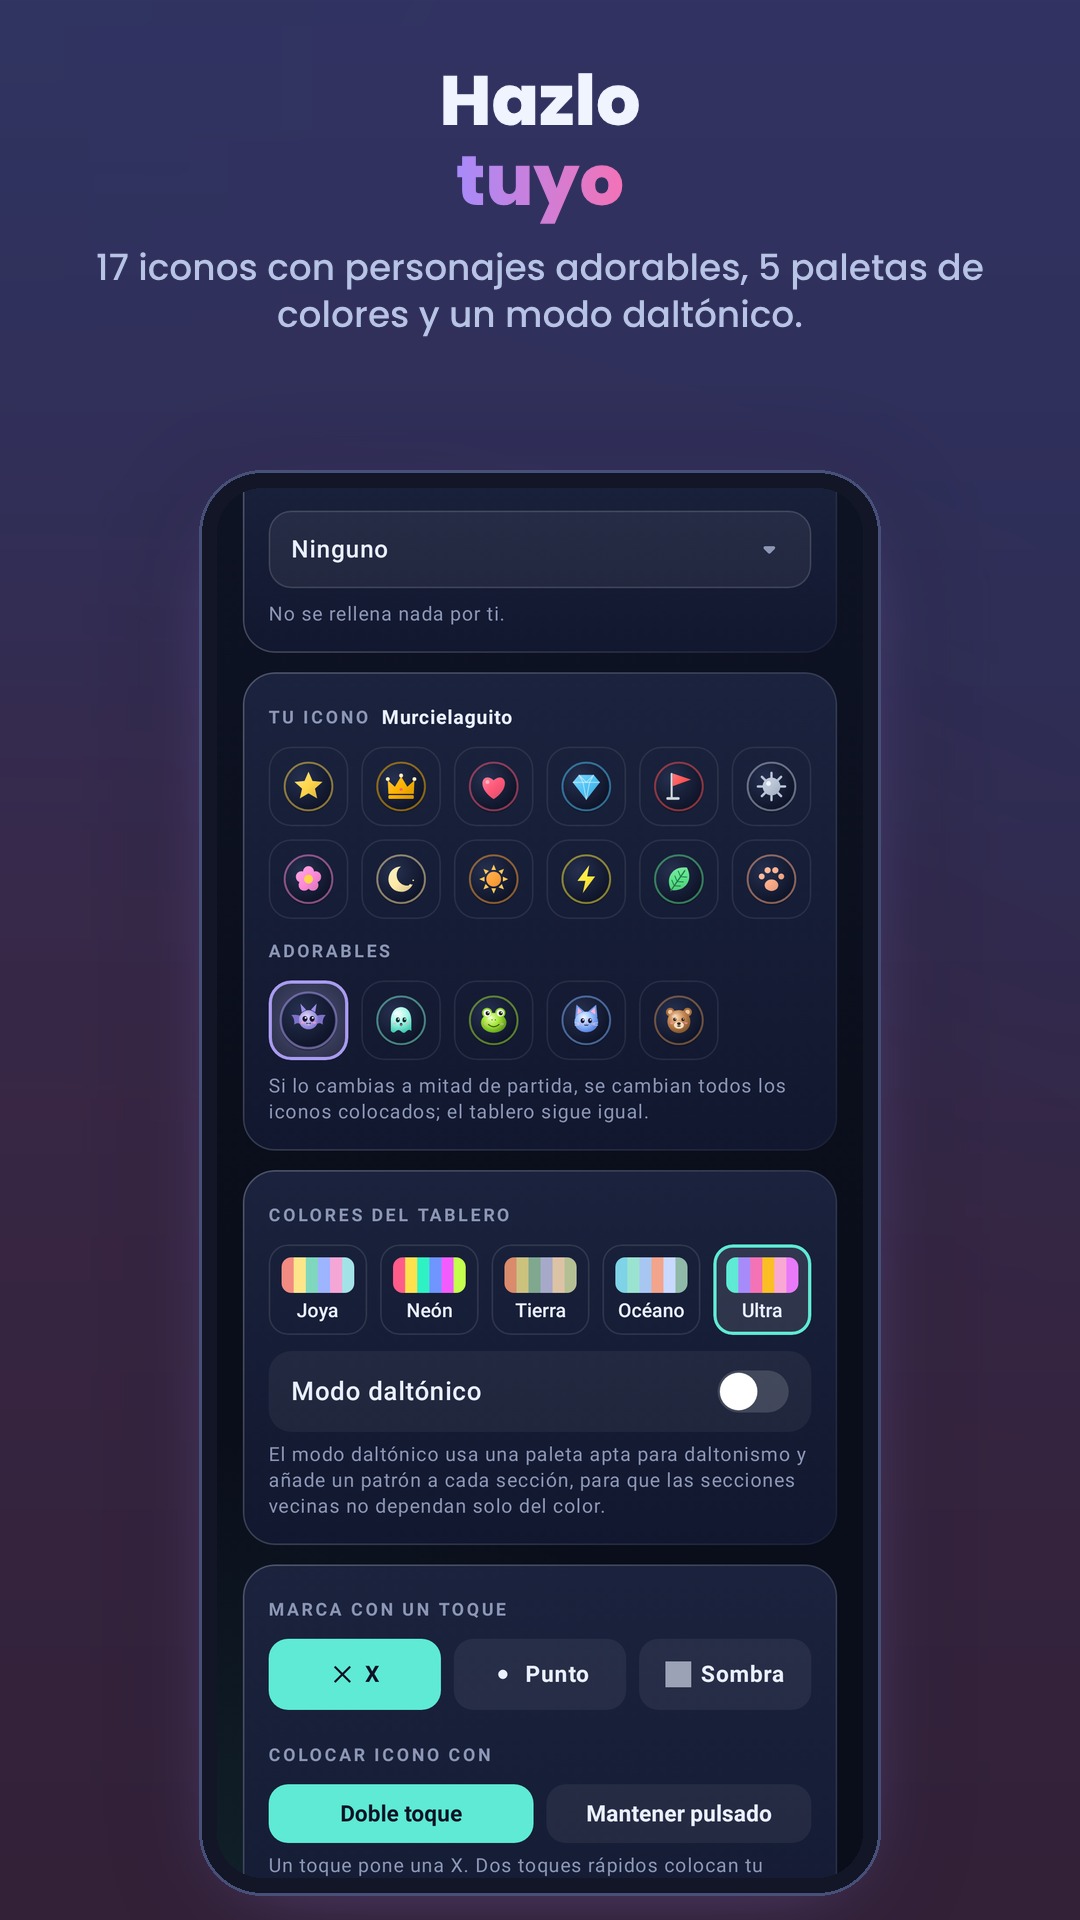 Hazlo
tuyo
17 iconos con personajes adorables, 5 paletas de
colores y un modo daltónico.
Ninguno
No se rellena nada por ti.
TU ICONO Murcielaguito
ADORABLES
Si lo cambias a mitad de partida, se cambian todos los
iconos colocados; el tablero sigue igual.
COLORES DEL TABLERO
Joya Neón Tierra Océano Ultra
Modo daltónico
El modo daltónico usa una paleta apta para daltonismo y
añade un patrón a cada sección, para que las secciones
vecinas no dependan solo del color.
MARCA CON UN TOQUE
X Punto Sombra
COLOCAR ICONO CON
Doble toque Mantener pulsado
Un toque pone una X. Dos toques rápidos colocan tu